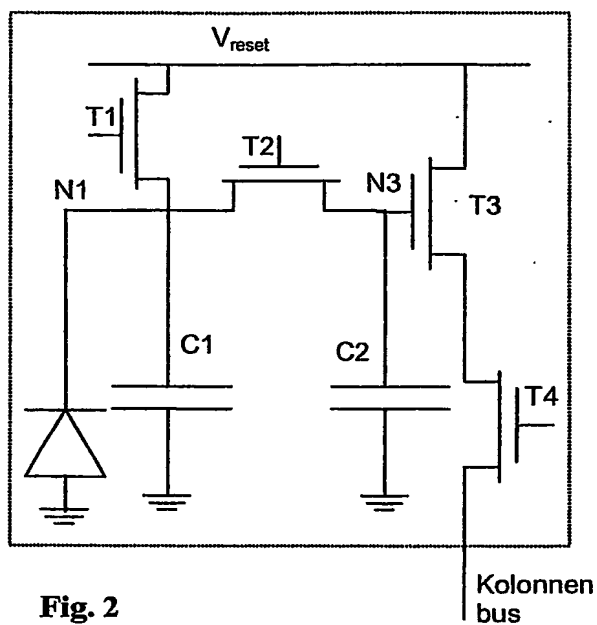 Vreset
T1
T2
N1
N3
T3
C1
C2
T4
Kolonnen
bus
Fig. 2